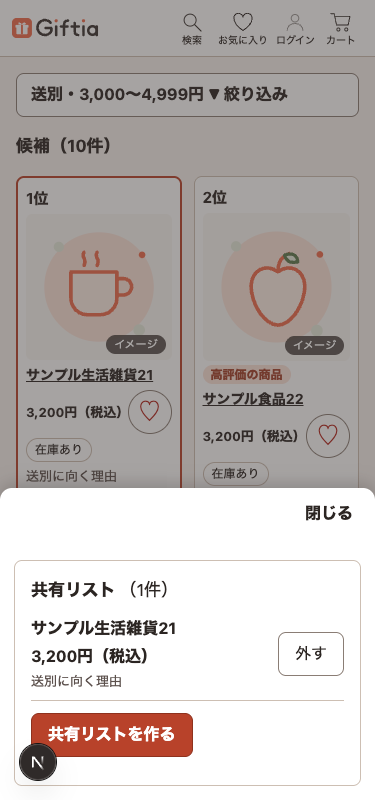 Giftia
検索
お気に入り
ログイン
カート
送別・3,000〜4,999円 ▼ 絞り込み
候補（10件）
1位
イメージ
サンプル生活雑貨21
3,200円（税込）
在庫あり
送別に向く理由
2位
イメージ
高評価の商品
サンプル食品22
3,200円（税込）
在庫あり
閉じる
共有リスト （1件）
サンプル生活雑貨21
3,200円（税込）
送別に向く理由
外す
共有リストを作る
N